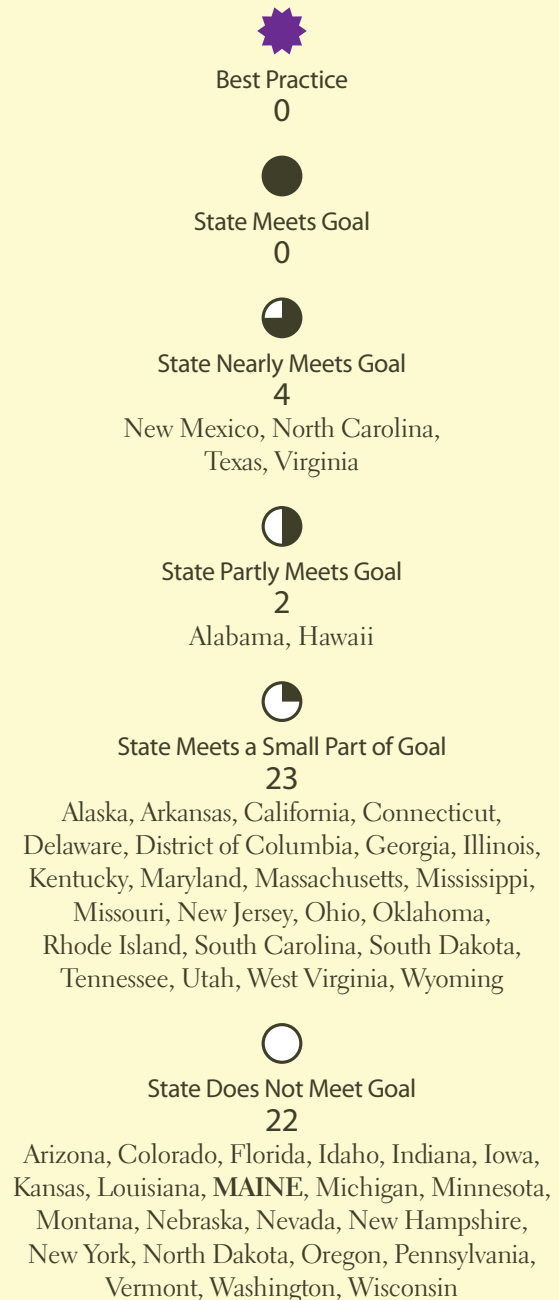 Best Practice
0
State Meets Goal
0
State Nearly Meets Goal
4
New Mexico, North Carolina,
Texas, Virginia
State Partly Meets Goal
2
Alabama, Hawaii
State Meets a Small Part of Goal
23
Alaska, Arkansas, California, Connecticut,
Delaware, District of Columbia, Georgia, Illinois,
Kentucky, Maryland, Massachusetts, Mississippi,
Missouri, New Jersey, Ohio, Oklahoma,
Rhode Island, South Carolina, South Dakota,
Tennessee, Utah, West Virginia, Wyoming
State Does Not Meet Goal
22
Arizona, Colorado, Florida, Idaho, Indiana, Iowa,
Kansas, Louisiana, MAINE, Michigan, Minnesota,
Montana, Nebraska, Nevada, New Hampshire,
New York, North Dakota, Oregon, Pennsylvania,
Vermont, Washington, Wisconsin